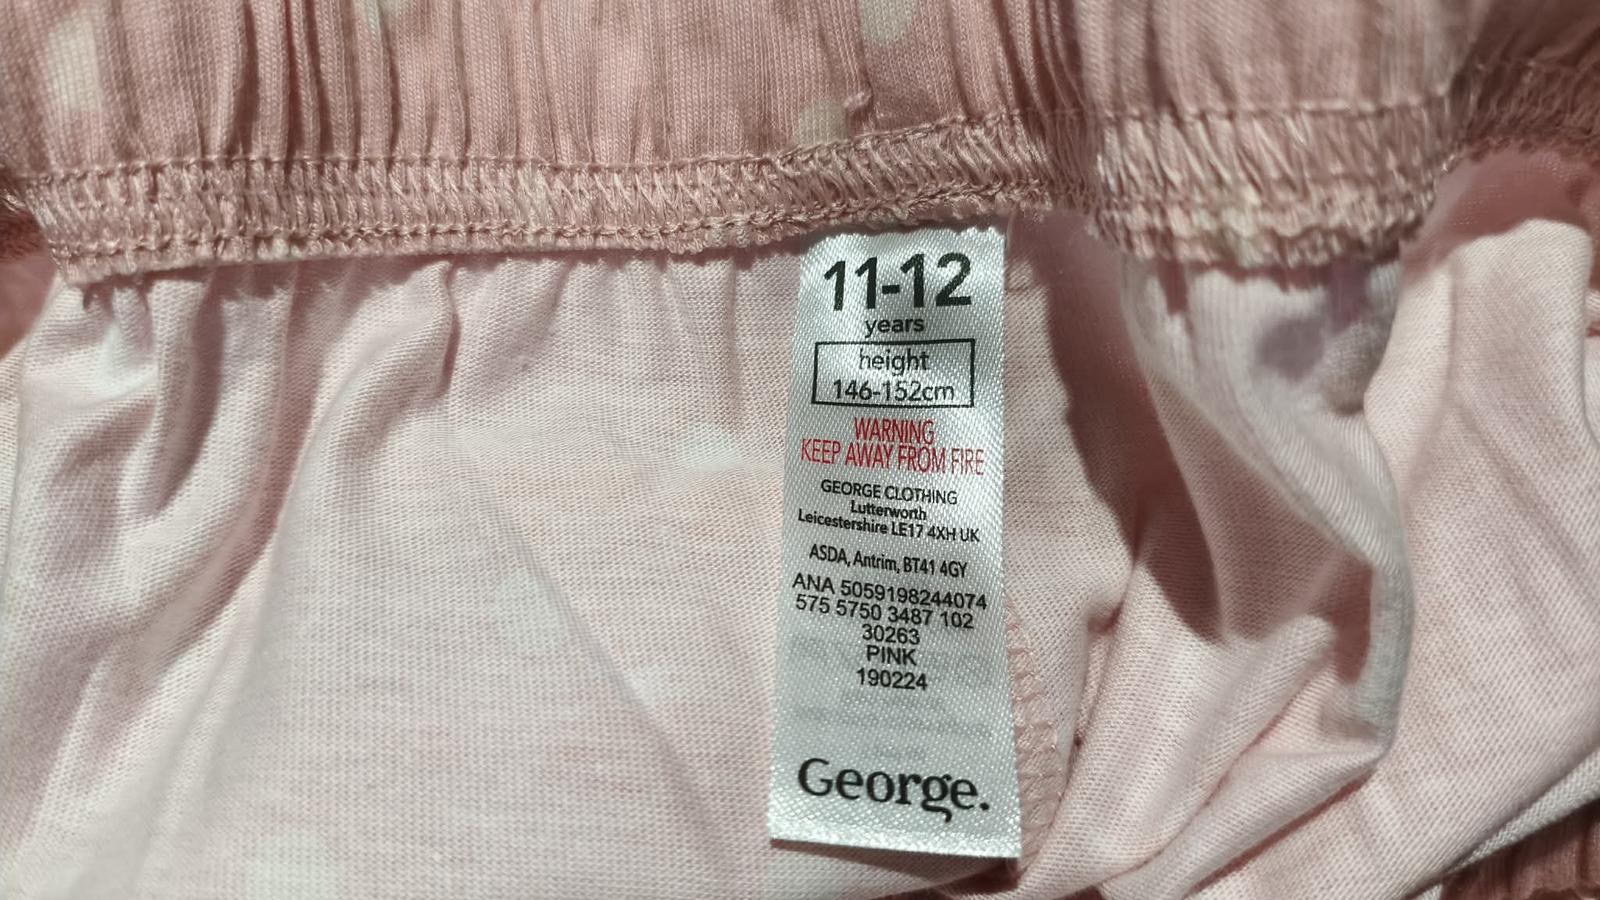 11-12
years
height
146-152cm
WARNING
KEEP AWAY FROM FIRE
GEORGE CLOTHING
Lutterworth
Leicestershire LE17 4XH UK
ASDA, Antrim, BT41 4GY
ANA 5059198244074
575 5750 3487 102
30263
PINK
190224
George.